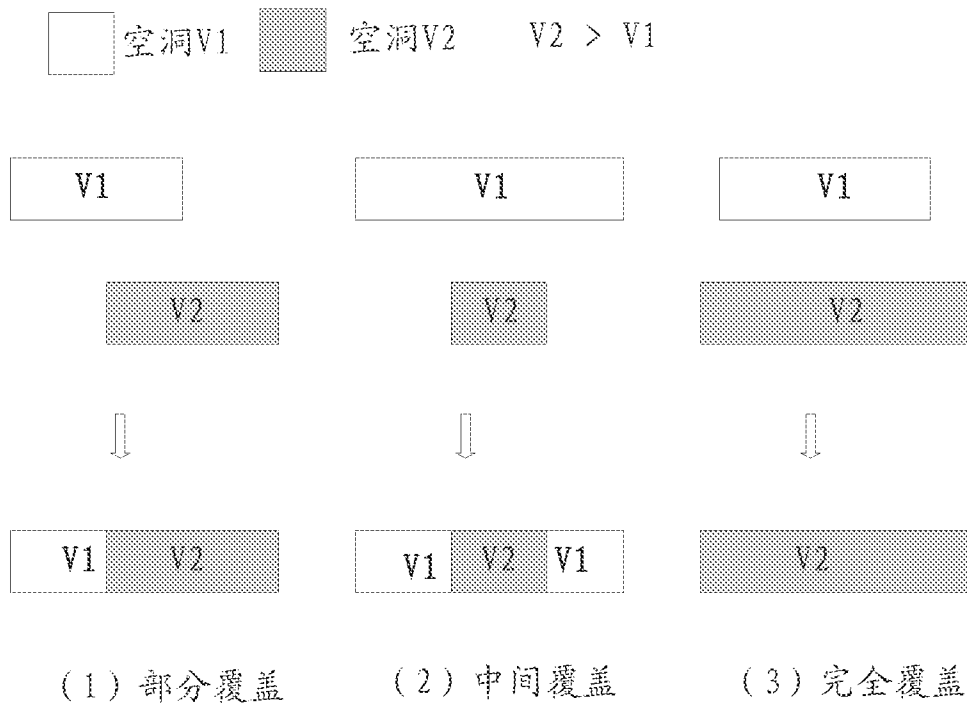 空洞V1 空洞V2 V2 > V1
V1 V1 V1
V2 V2 V2
V1 V2 V1 V2 V1 V2
（1）部分覆盖 （2）中间覆盖 （3）完全覆盖